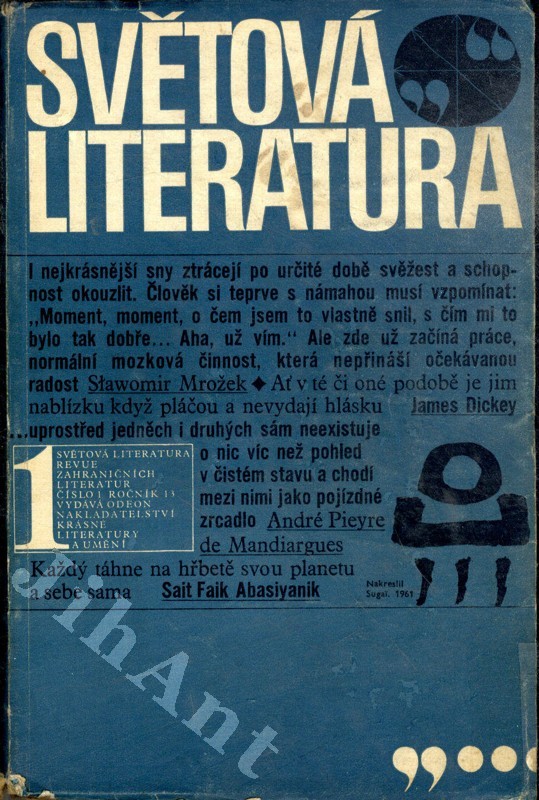 SVĚTOVÁ
LITERATURA
I nejkrásnější sny ztrácejí po určité době svěžest a schop-
nost okouzlit. Člověk si teprve s námahou musí vzpomínat:
„Moment, moment, o čem jsem to vlastně snil, s čím mi to
bylo tak dobře... Aha, už vím." Ale zde už začíná práce,
normální mozková činnost, která nepřináší očekávanou
radost Sławomir Mrożek ◆ Ať v té či oné podobě je jim
nablízku když pláčou a nevydají hlásku James Dickey
...uprostřed jedněch i druhých sám neexistuje
o nic víc než pohled
v čistém stavu a chodí
mezi nimi jako pojízdné
zrcadlo André Pieyre
de Mandiargues
1
SVĚTOVÁ LITERATURA
REVUE
ZAHRANIČNÍCH
LITERATUR
ČÍSLO 1 ROČNÍK 13
VYDÁVÁ ODEON
NAKLADATELSTVÍ
KRÁSNÉ
LITERATURY
A UMĚNÍ
Každý táhne na hřbetě svou planetu
a sebe sama Sait Faik Abasiyanik
Nakreslil
Sugai, 1961
JihAnt